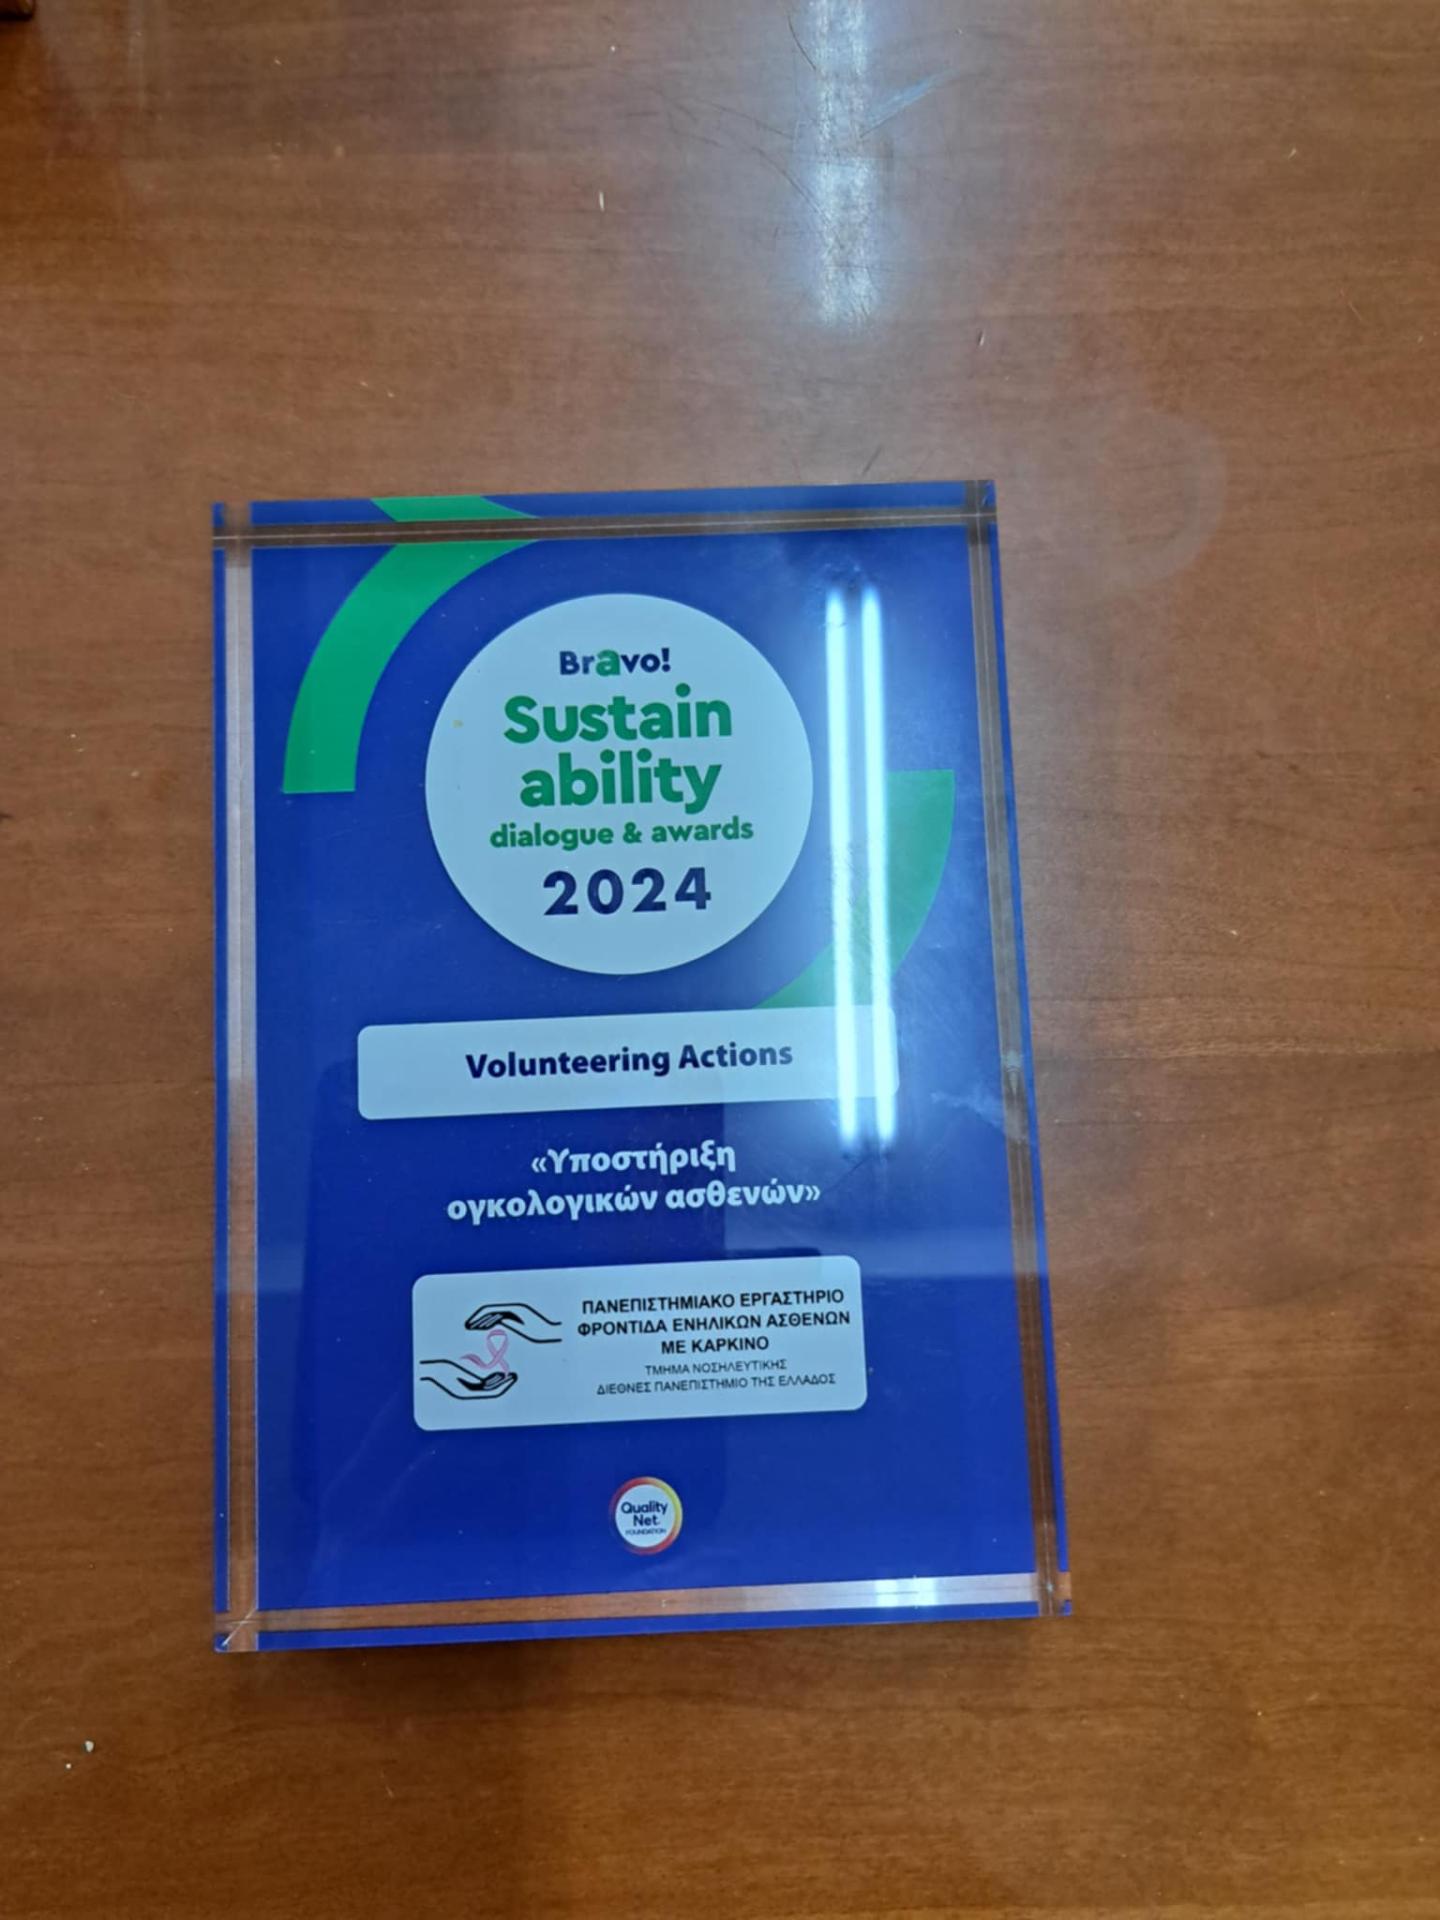 Bravo!
Sustain
ability
dialogue & awards
2024
Volunteering Actions
«Υποστήριξη
ογκολογικών ασθενών»
ΠΑΝΕΠΙΣΤΗΜΙΑΚΟ ΕΡΓΑΣΤΗΡΙΟ
ΦΡΟΝΤΙΔΑ ΕΝΗΛΙΚΩΝ ΑΣΘΕΝΩΝ
ΜΕ ΚΑΡΚΙΝΟ
ΤΜΗΜΑ ΝΟΣΗΛΕΥΤΙΚΗΣ
ΔΙΕΘΝΕΣ ΠΑΝΕΠΙΣΤΗΜΙΟ ΤΗΣ ΕΛΛΑΔΟΣ
Quality
Net
FOUNDATION